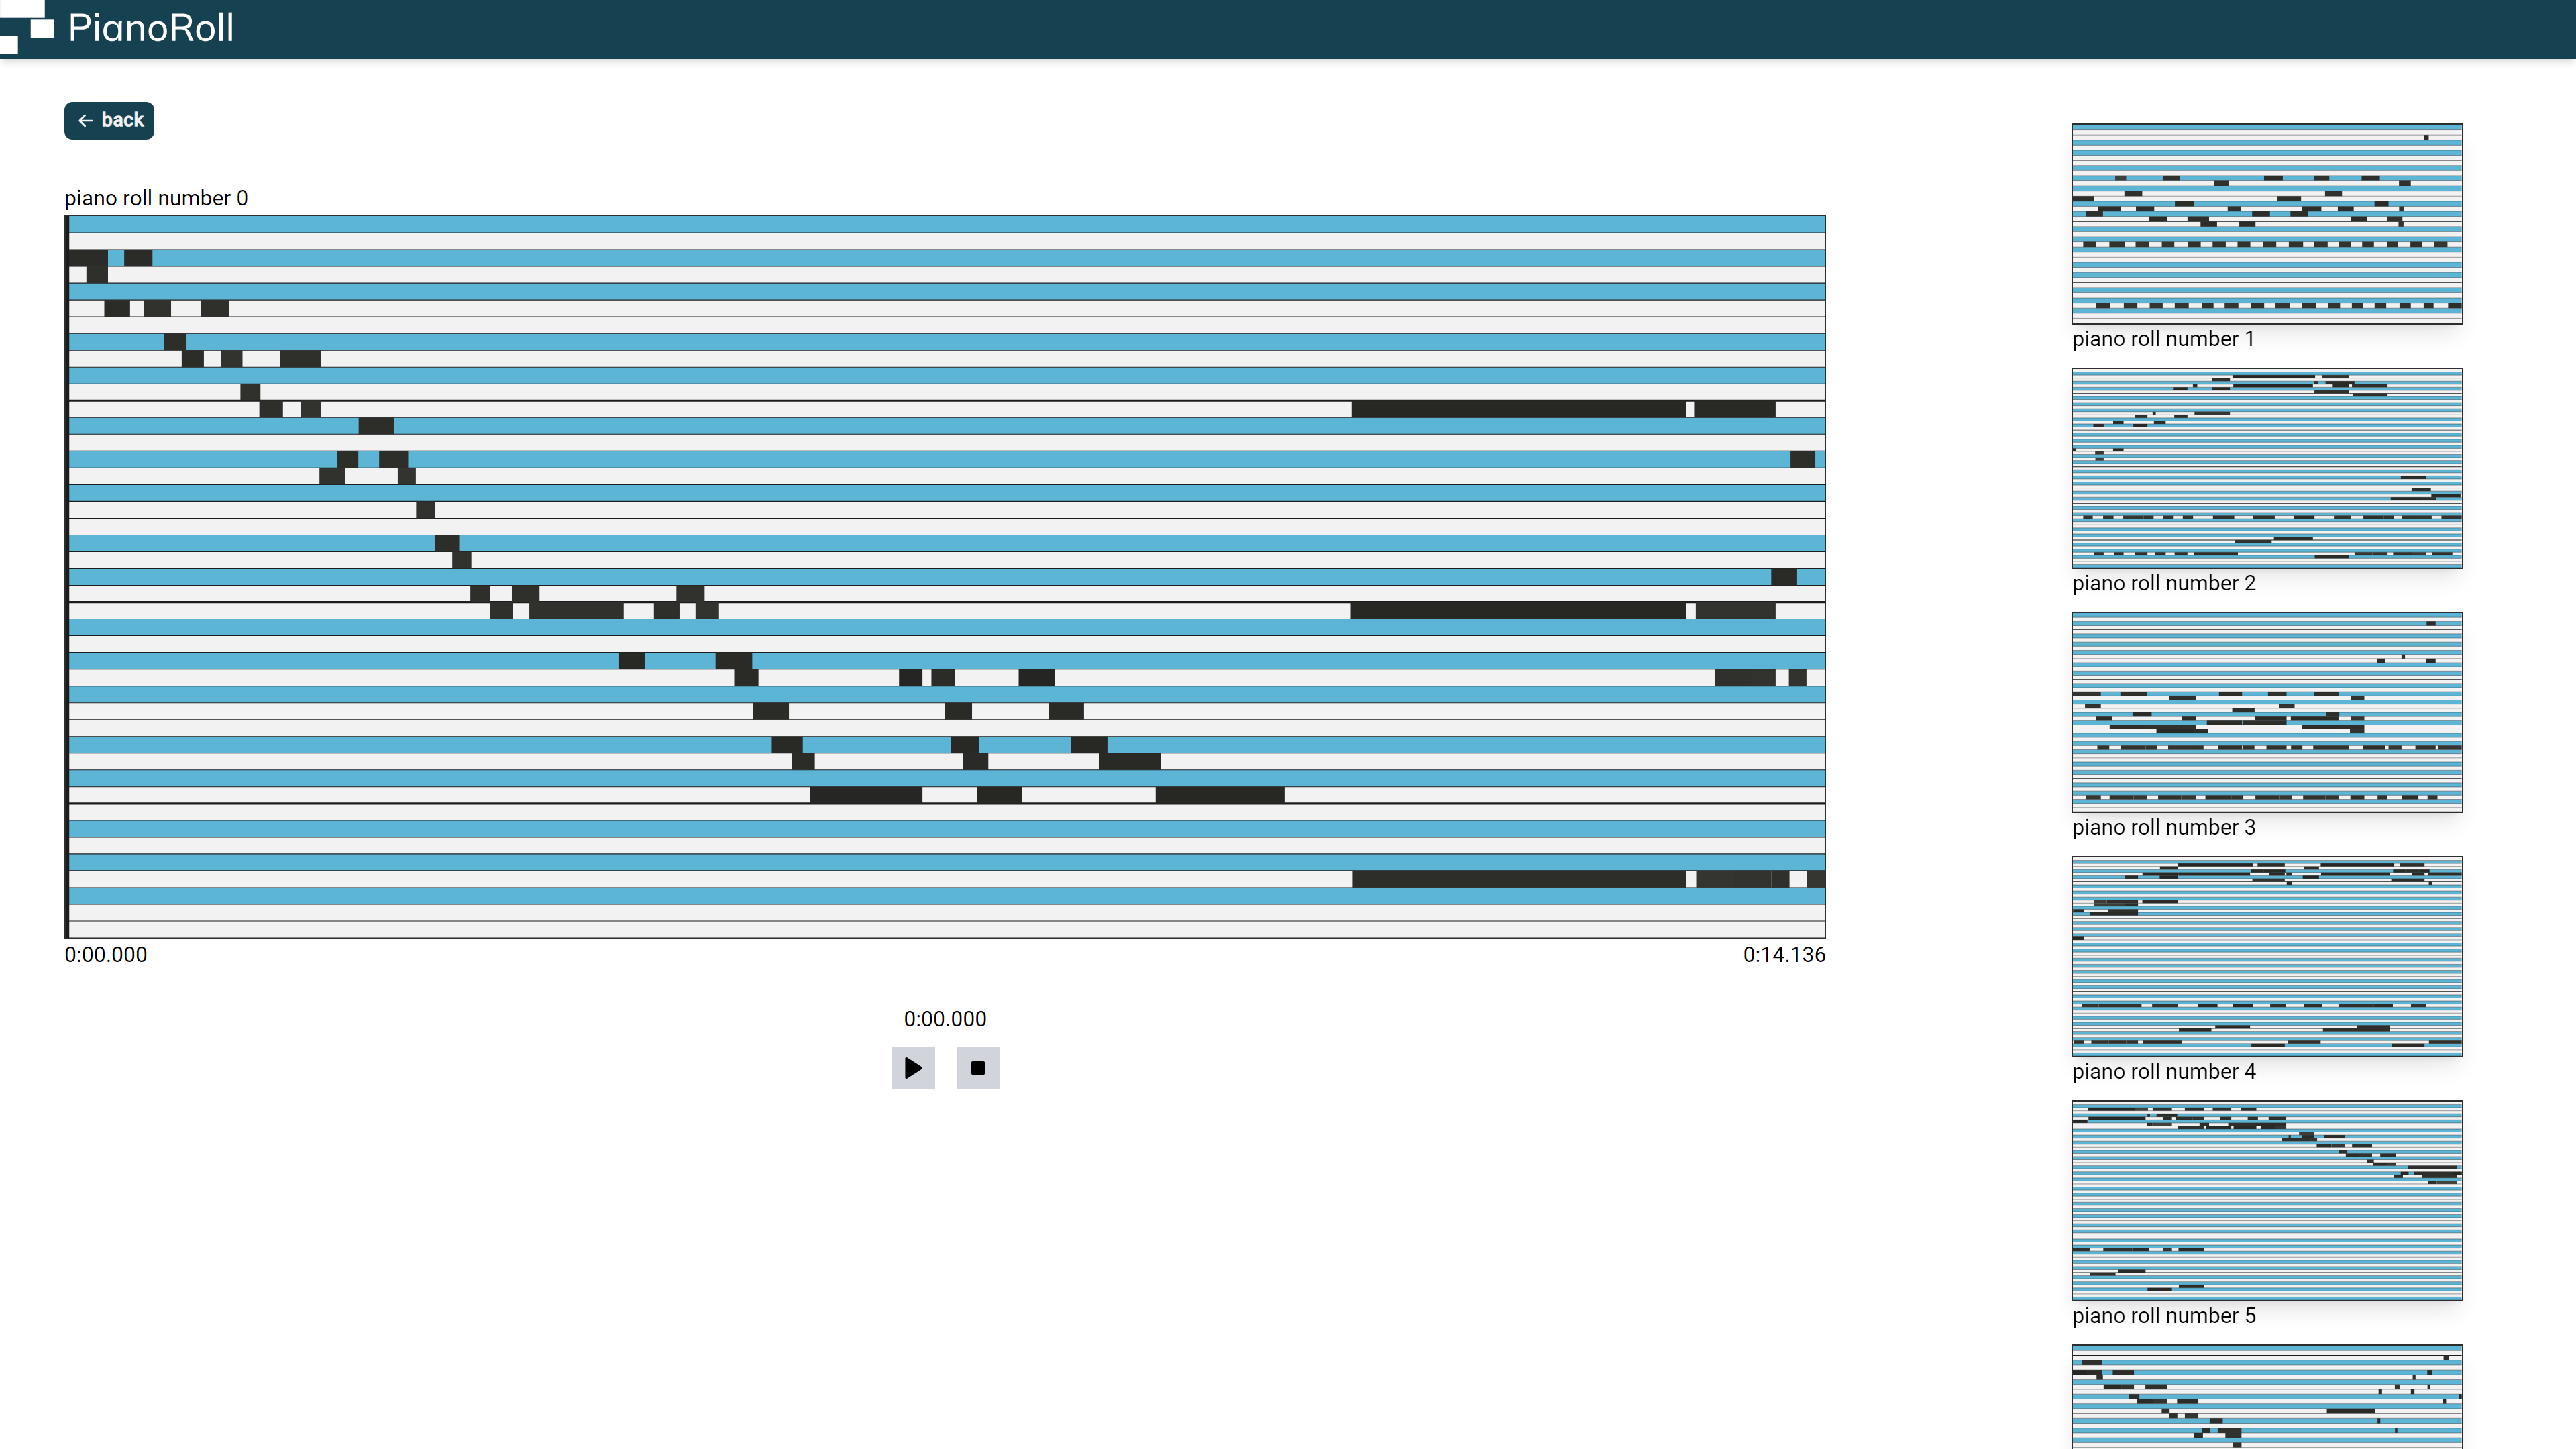 PianoRoll
← back
piano roll number 0
0:00.000
0:14.136
0:00.000
piano roll number 1
piano roll number 2
piano roll number 3
piano roll number 4
piano roll number 5